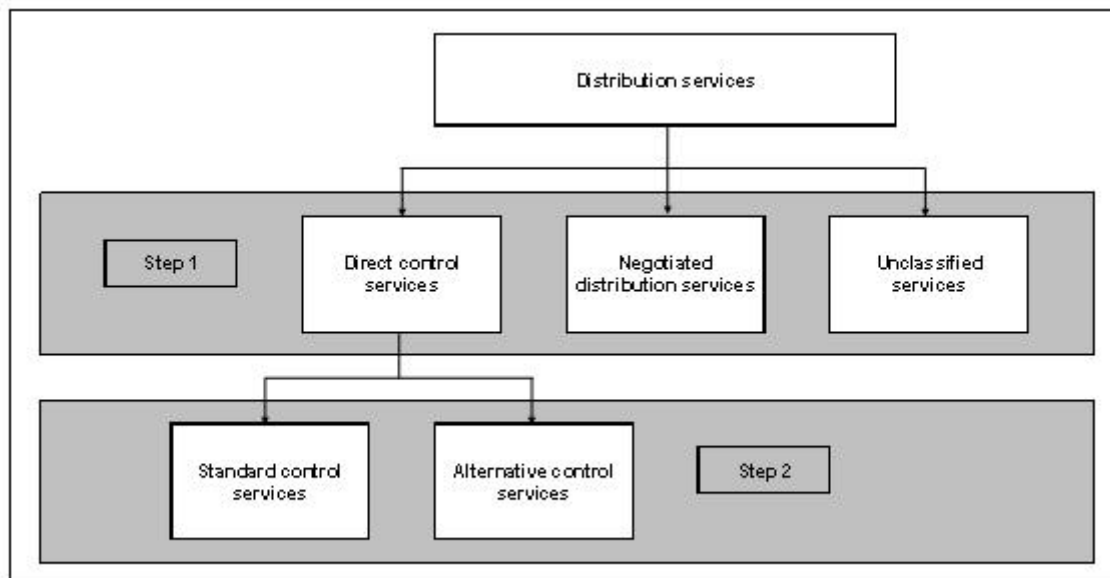 Distribution services
Step 1
Direct control
services
Negotiated
distribution services
Unclassified
services
Standard control
services
Alternative control
services
Step 2